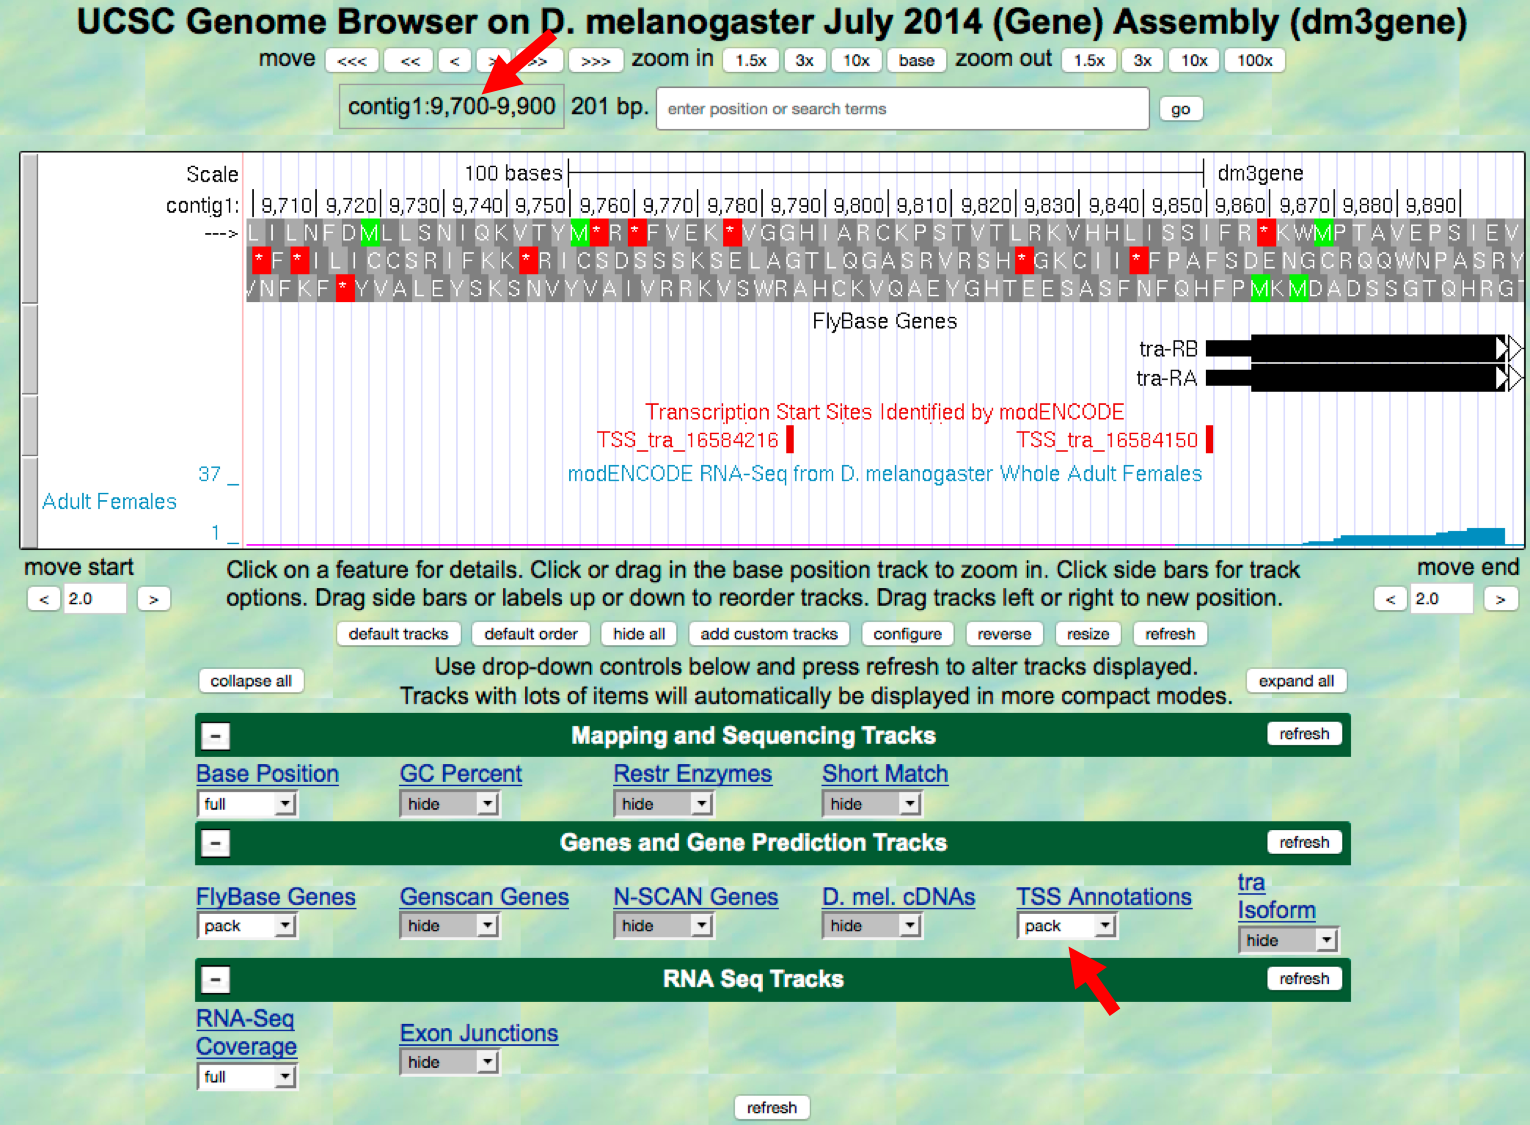 UCSC Genome Browser on D. melanogaster July 2014 (Gene) Assembly (dm3gene)
move <<< << < > >> >>> zoom in 1.5x 3x 10x base zoom out 1.5x 3x 10x 100x
contig1:9,700-9,900 201 bp. enter position or search terms go
Scale 100 bases dm3gene
contig1: 9,710 9,720 9,730 9,740 9,750 9,760 9,770 9,780 9,790 9,800 9,810 9,820 9,830 9,840 9,850 9,860 9,870 9,880 9,890
---> L I L N F D M L L S N I Q K V T Y M * R * F V E K * V G G H I A R C K P S T V T L R K V H H L I S S I F R * K W M P T A V E P S I E V
* F * I L I C C S R I F K K * R I C S D S S S K S E L A G T L Q G A S R V R S H * G K C I I * F P A F S D E N G C R Q Q W N P A S R Y
V N F K F * Y V A L E Y S K S N V Y V A I V R R K V S W R A H C K V Q A E Y G H T E E S A S F N F Q H F P M K M D A D S S G T Q H R G
FlyBase Genes
tra-RB
tra-RA
Transcription Start Sites Identified by modENCODE
TSS_tra_16584216 TSS_tra_16584150
37 _ modENCODE RNA-Seq from D. melanogaster Whole Adult Females
Adult Females
1 _
move start Click on a feature for details. Click or drag in the base position track to zoom in. Click side bars for track move end
< 2.0 > options. Drag side bars or labels up or down to reorder tracks. Drag tracks left or right to new position. < 2.0 >
default tracks default order hide all add custom tracks configure reverse resize refresh
collapse all Use drop-down controls below and press refresh to alter tracks displayed. expand all
Tracks with lots of items will automatically be displayed in more compact modes.
- Mapping and Sequencing Tracks refresh
Base Position GC Percent Restr Enzymes Short Match
full hide hide hide
- Genes and Gene Prediction Tracks refresh
FlyBase Genes Genscan Genes N-SCAN Genes D. mel. cDNAs TSS Annotations tra Isoform
pack hide hide hide pack hide
- RNA Seq Tracks refresh
RNA-Seq Coverage Exon Junctions
full hide
refresh